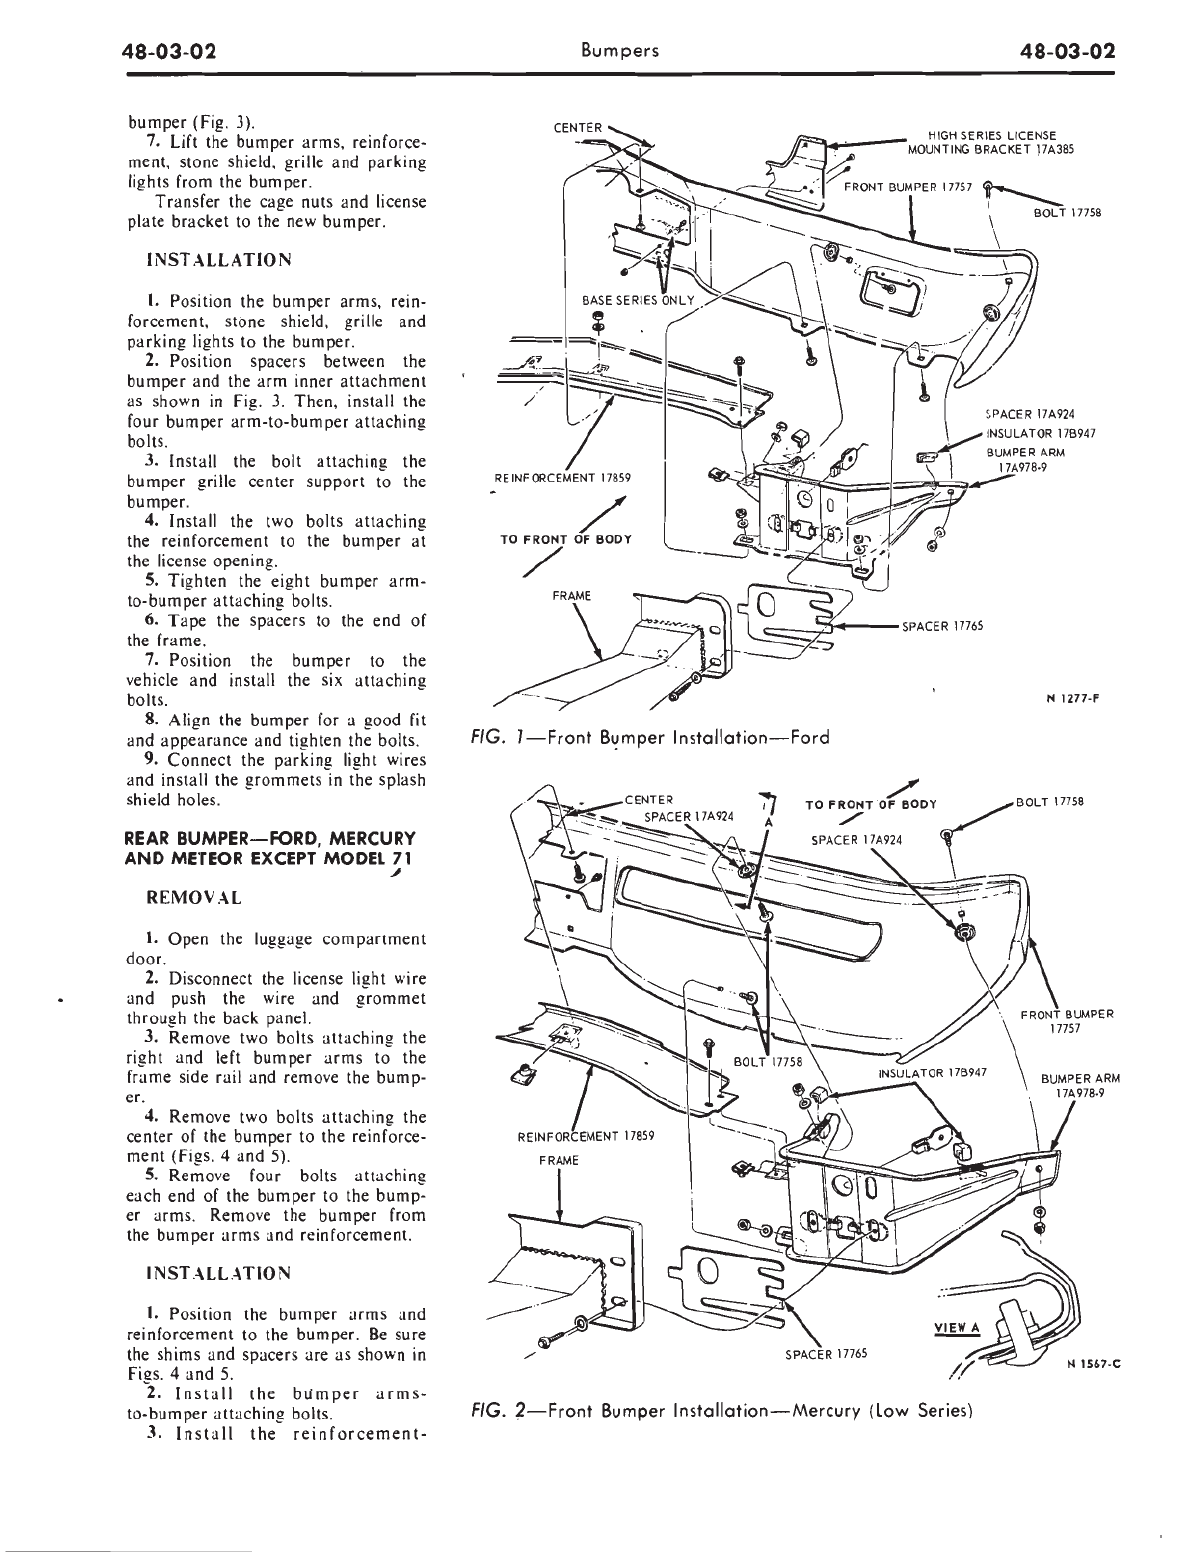 48-03-02 Bumpers 48-03-02
bumper (Fig. 3).
7. Lift the bumper arms, reinforce-
ment, stone shield, grille and parking
lights from the bumper.
Transfer the cage nuts and license
plate bracket to the new bumper.
INSTALLATION
1. Position the bumper arms, rein-
forcement, stone shield, grille and
parking lights to the bumper.
2. Position spacers between the
bumper and the arm inner attachment
as shown in Fig. 3. Then, install the
four bumper arm-to-bumper attaching
bolts.
3. Install the bolt attaching the
bumper grille center support to the
bumper.
4. Install the two bolts attaching
the reinforcement to the bumper at
the license opening.
5. Tighten the eight bumper arm-
to-bumper attaching bolts.
6. Tape the spacers to the end of
the frame.
7. Position the bumper to the
vehicle and install the six attaching
bolts.
8. Align the bumper for a good fit
and appearance and tighten the bolts.
9. Connect the parking light wires
and install the grommets in the splash
shield holes.
REAR BUMPER—FORD, MERCURY
AND METEOR EXCEPT MODEL 71
REMOVAL
1. Open the luggage compartment
door.
2. Disconnect the license light wire
and push the wire and grommet
through the back panel.
3. Remove two bolts attaching the
right and left bumper arms to the
frame side rail and remove the bump-
er.
4. Remove two bolts attaching the
center of the bumper to the reinforce-
ment (Figs. 4 and 5).
5. Remove four bolts attaching
each end of the bumper to the bump-
er arms. Remove the bumper from
the bumper arms and reinforcement.
INSTALLATION
1. Position the bumper arms and
reinforcement to the bumper. Be sure
the shims and spacers are as shown in
Figs. 4 and 5.
2. Install the bumper arms-
to-bumper attaching bolts.
3. Install the reinforcement-
CENTER
HIGH SERIES LICENSE
MOUNTING BRACKET 17A385
FRONT BUMPER 17757
BOLT 17758
BASE SERIES ONLY
SPACER 17A924
INSULATOR 17B947
BUMPER ARM
17A978-9
REINFORCEMENT 17859
TO FRONT OF BODY
FRAME
SPACER 17765
N 1277-F
FIG. 1—Front Bumper Installation—Ford
CENTER
SPACER 17A924
A
TO FRONT OF BODY
BOLT 17758
SPACER 17A924
FRONT BUMPER
17757
BOLT 17758
INSULATOR 17B947
BUMPER ARM
17A978-9
REINFORCEMENT 17859
FRAME
VIEW A
SPACER 17765
N 1567-C
FIG. 2—Front Bumper Installation—Mercury (Low Series)